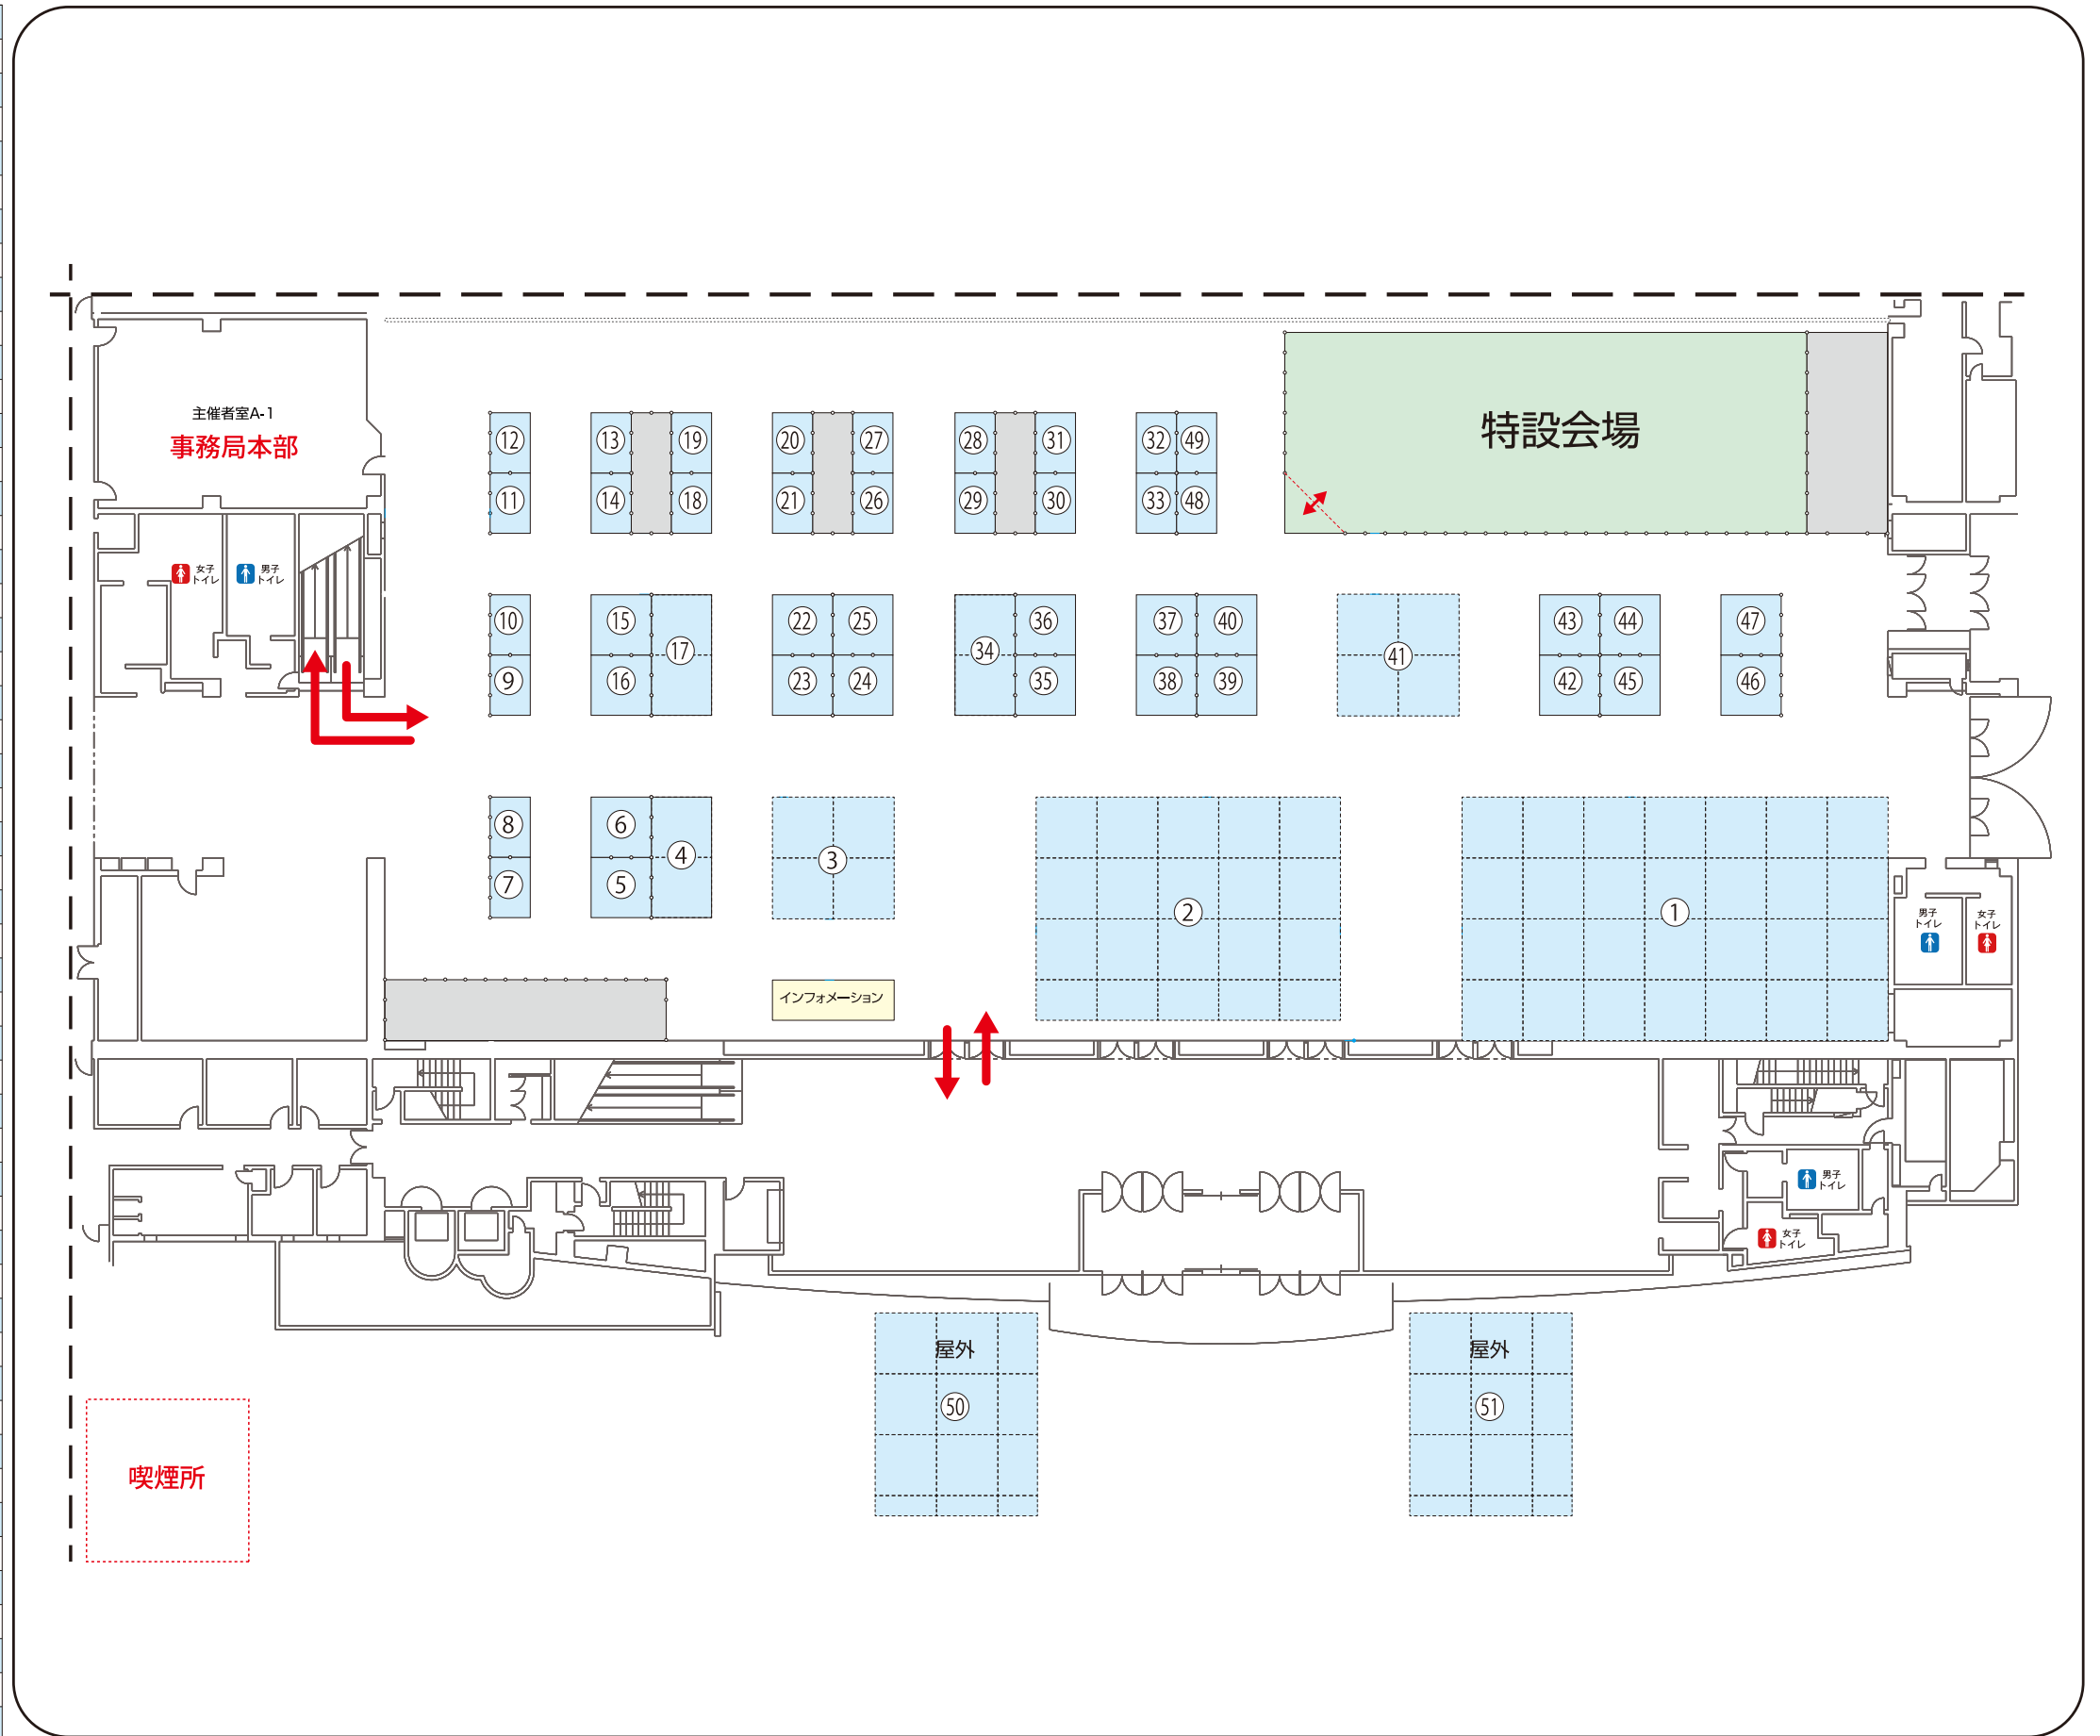 主催者室A-1
事務局本部
特設会場
⑫ ⑬ ⑲ ⑳ ㉗ ㉘ ㉛ ㉜ ㊾
⑪ ⑭ ⑱ ㉑ ㉖ ㉙ ㉚ ㉝ ㊽
女子
トイレ
男子
トイレ
⑩ ⑮ ⑰ ㉒ ㉕ ㉞ ㊱ ㊲ ㊵ ㊶ ㊸ ㊹ ㊼
⑨ ⑯ ㉓ ㉔ ㉟ ㊳ ㊴ ㊷ ㊺ ㊻
⑧ ⑥ ④ ③ ② ①
⑦ ⑤
男子
トイレ
女子
トイレ
インフォメーション
男子
トイレ
女子
トイレ
屋外
㊿
屋外
51
喫煙所